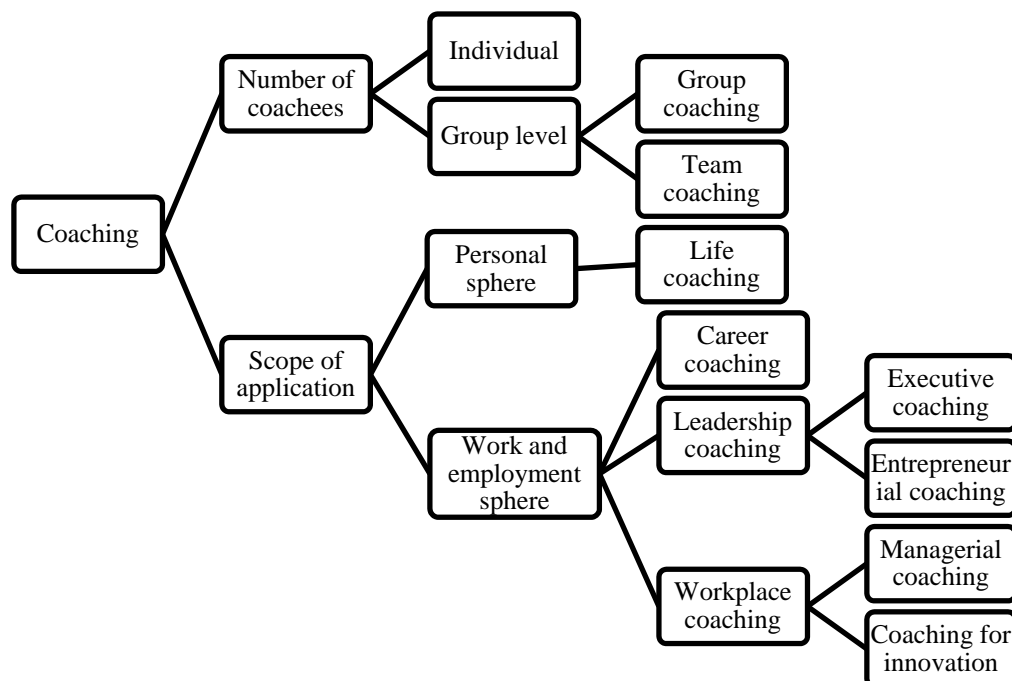 Coaching
Number of
coachees
Individual
Group level
Group
coaching
Team
coaching
Scope of
application
Personal
sphere
Life
coaching
Work and
employment
sphere
Career
coaching
Leadership
coaching
Executive
coaching
Entrepreneur
ial coaching
Workplace
coaching
Managerial
coaching
Coaching for
innovation